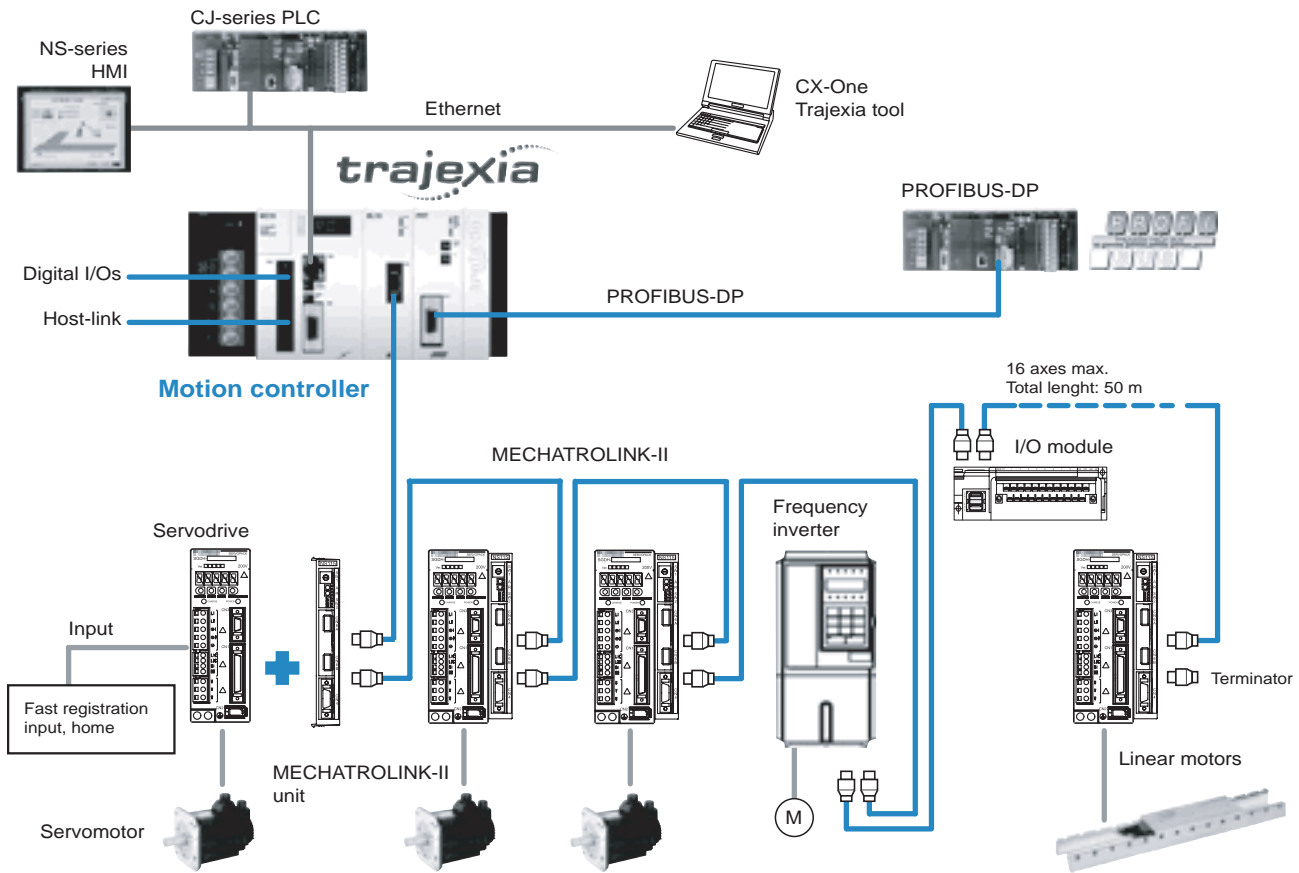 CJ-series PLC
NS-series
HMI
Ethernet
CX-One
Trajexia tool
trajexia
PROFIBUS-DP
Digital I/Os
Host-link
PROFIBUS-DP
Motion controller
16 axes max.
Total lenght: 50 m
MECHATROLINK-II
I/O module
Frequency
inverter
Servodrive
Input
Fast registration
input, home
Terminator
MECHATROLINK-II
unit
Linear motors
Servomotor
M